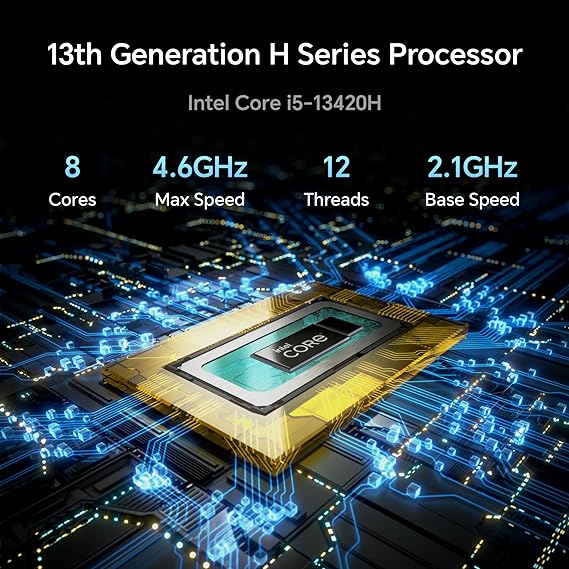 13th Generation H Series Processor
Intel Core i5-13420H
8 4.6GHz 12 2.1GHz
Cores Max Speed Threads Base Speed
intel
CORE